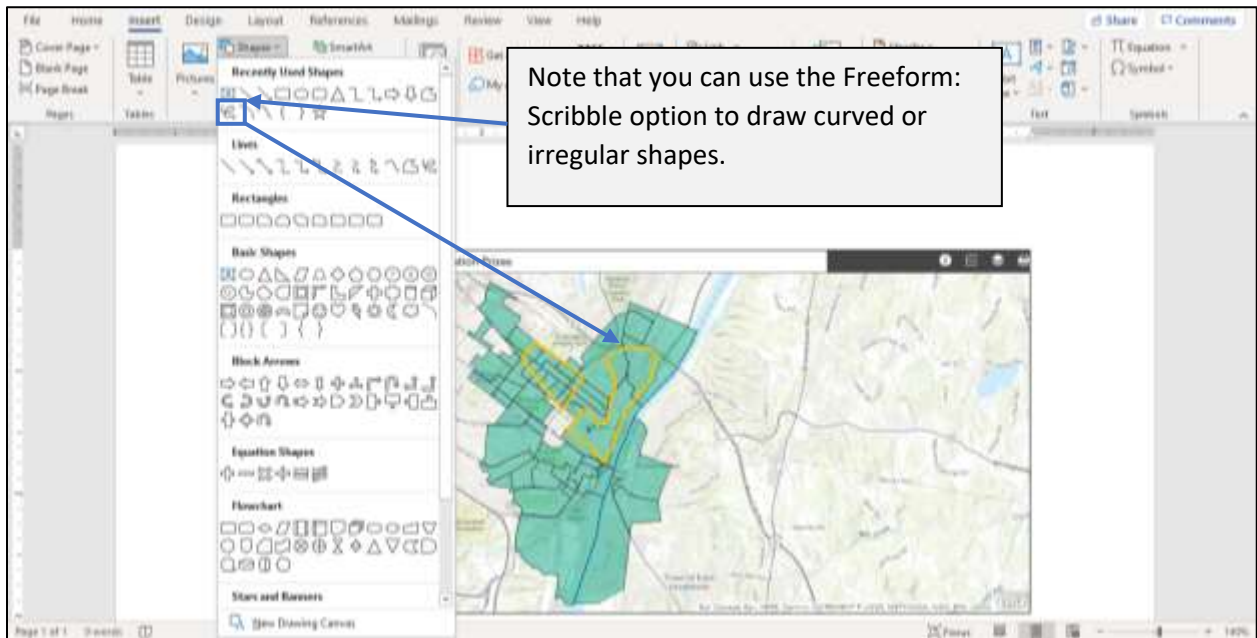 File Home Insert Design Layout References Mailings Review View Help Share Comments
Cover Page
Blank Page
Page Break
Table
Pictures
Shapes
SmartArt
Equation
Symbol
Pages Tables Text Symbols
Note that you can use the Freeform:
Scribble option to draw curved or
irregular shapes.
Recently Used Shapes
Lines
Rectangles
Basic Shapes
Block Arrows
Equation Shapes
Flowchart
Stars and Banners
New Drawing Canvas
Page 1 of 1 0 words Focus 140%